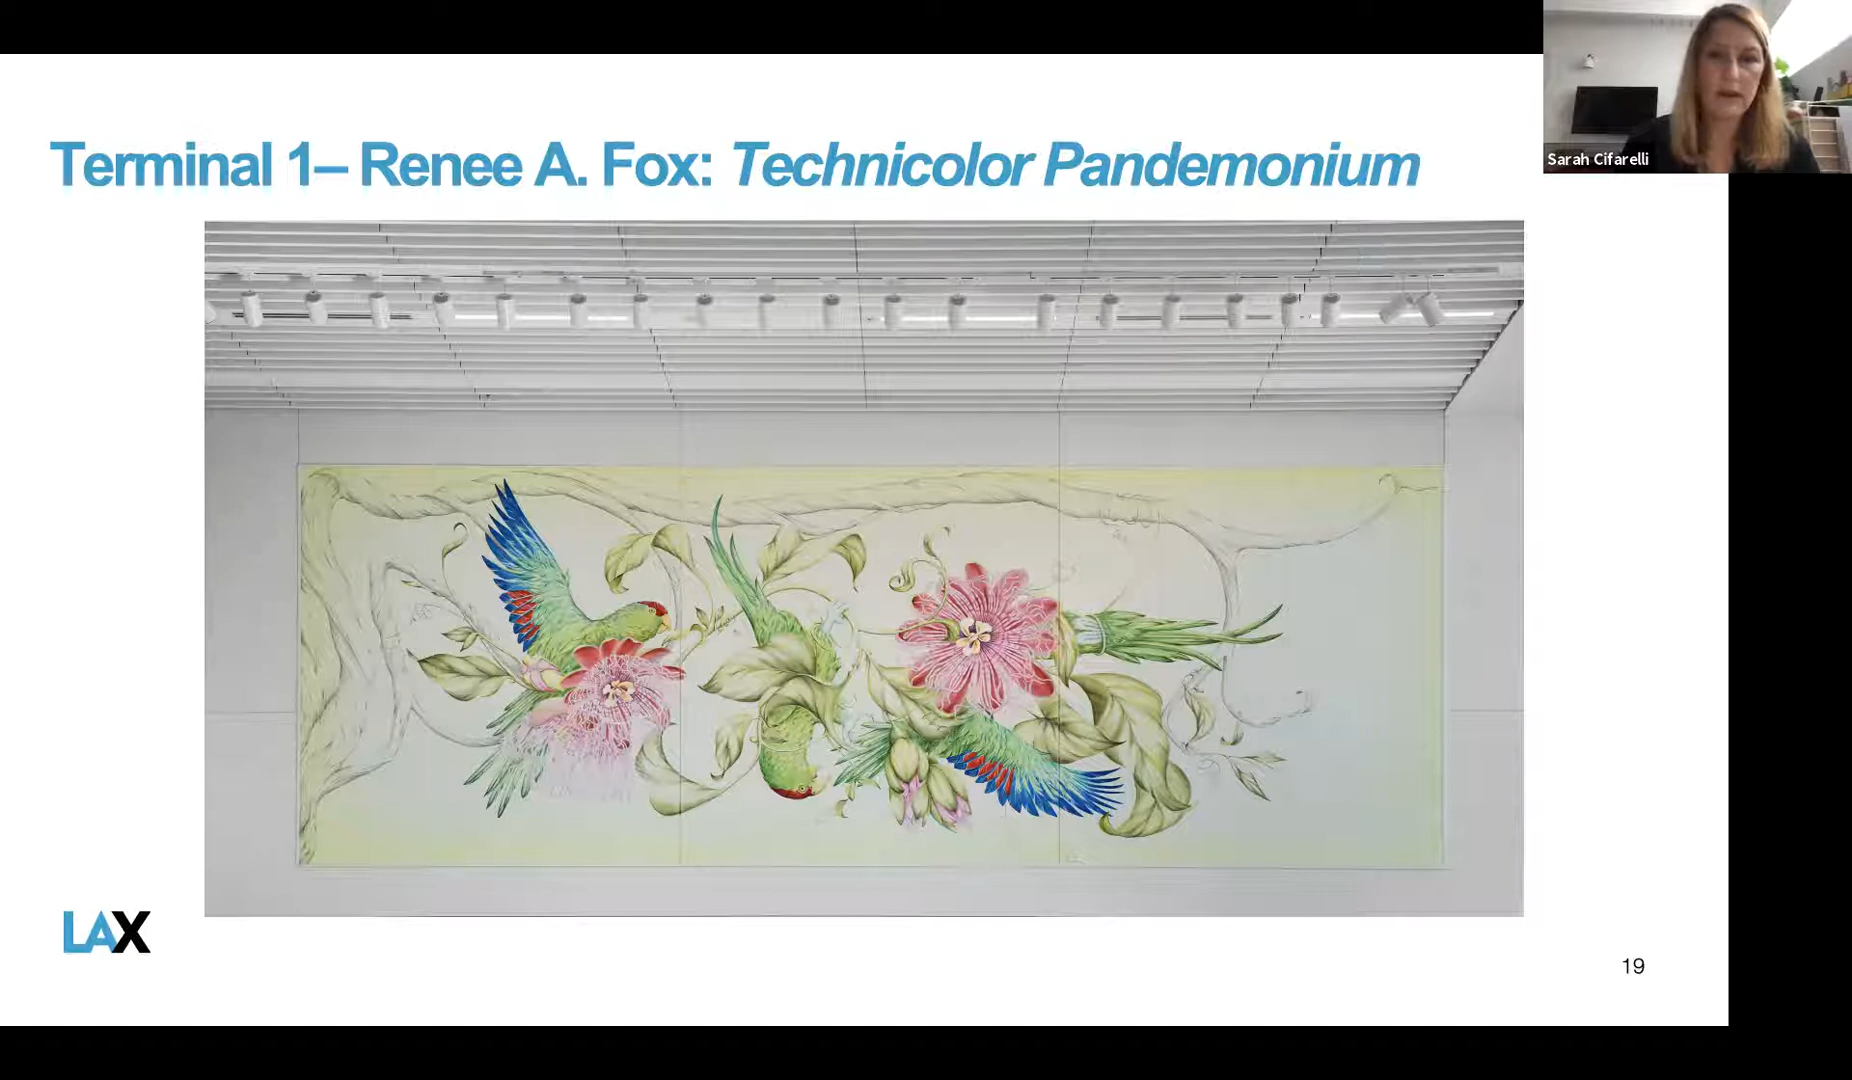 Terminal 1– Renee A. Fox: Technicolor Pandemonium
Sarah Cifarelli
LAX
19